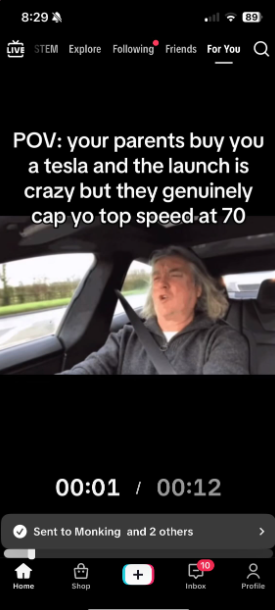 8:29
89
LIVE
STEM
Explore
Following
Friends
For You
POV: your parents buy you
a tesla and the launch is
crazy but they genuinely
cap yo top speed at 70
00:01 / 00:12
Sent to Monking and 2 others
10
Home
Shop
Inbox
Profile